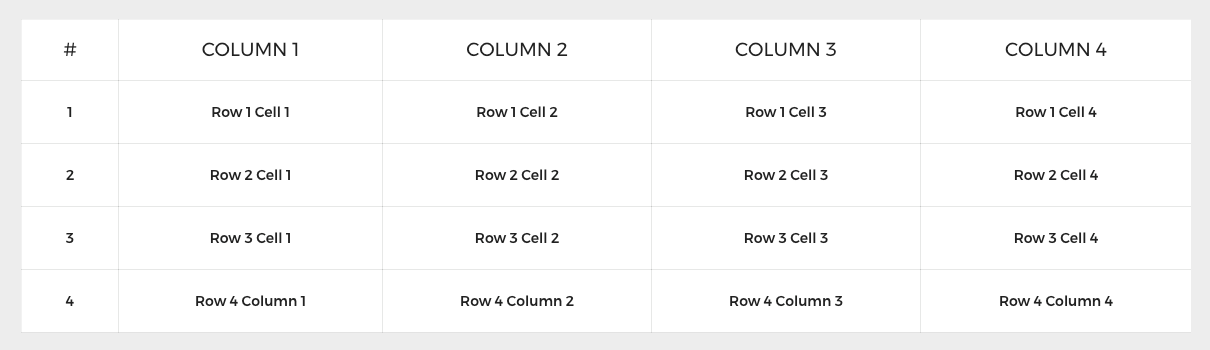 # COLUMN 1 COLUMN 2 COLUMN 3 COLUMN 4
1 Row 1 Cell 1 Row 1 Cell 2 Row 1 Cell 3 Row 1 Cell 4
2 Row 2 Cell 1 Row 2 Cell 2 Row 2 Cell 3 Row 2 Cell 4
3 Row 3 Cell 1 Row 3 Cell 2 Row 3 Cell 3 Row 3 Cell 4
4 Row 4 Column 1 Row 4 Column 2 Row 4 Column 3 Row 4 Column 4